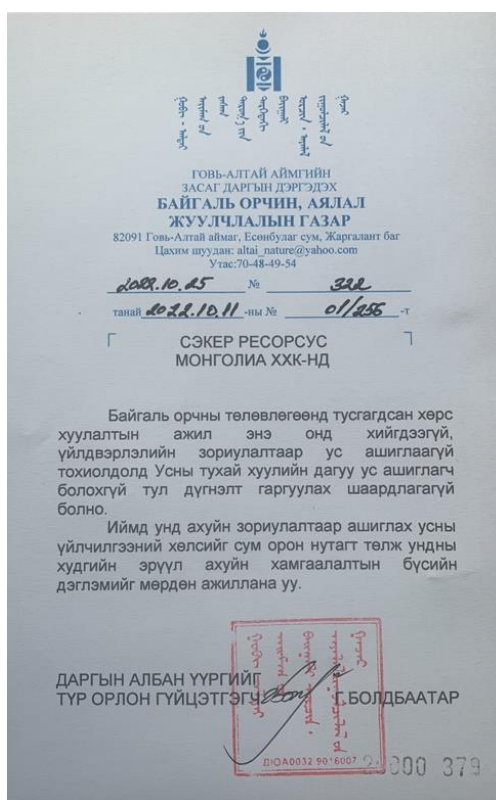 ГОВЬ-АЛТАЙ АЙМГИЙН
ЗАСАГ ДАРГЫН ДЭРГЭДЭХ
БАЙГАЛЬ ОРЧИН, АЯЛАЛ
ЖУУЛЧЛАЛЫН ГАЗАР
82091 Говь-Алтай аймаг, Есөнбулаг сум, Жаргалант баг
Цахим шуудан: altai_nature@yahoo.com
Утас:70-48-49-54
2022.10.25 № 322
танай 2022.10.11 -ны № 01/256 -т
СЭКЕР РЕСОРСУС
МОНГОЛИА ХХК-НД
Байгаль орчны төлөвлөгөөнд тусгагдсан хөрс
хуулалтын ажил энэ онд хийгдээгүй,
үйлдвэрлэлийн зориулалтаар ус ашиглаагүй
тохиолдолд Усны тухай хуулийн дагуу ус ашиглагч
болохгүй тул дүгнэлт гаргуулах шаардлагагүй
болно.
Иймд унд ахуйн зориулалтаар ашиглах усны
үйлчилгээний хөлсийг сум орон нутагт төлж ундны
худгийн эрүүл ахуйн хамгаалалтын бүсийн
дэглэмийг мөрдөн ажиллана уу.
ДАРГЫН АЛБАН ҮҮРГИЙГ
ТҮР ОРЛОН ГҮЙЦЭТГЭГЧ Г.БОЛДБААТАР
000 379